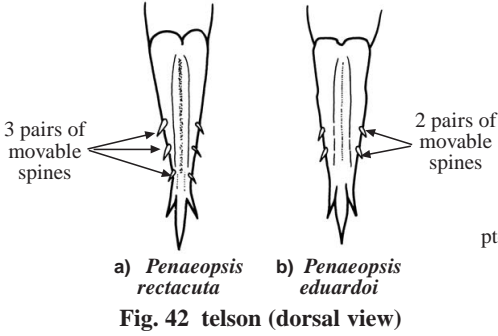 3 pairs of
movable
spines
2 pairs of
movable
spines
pt
a) Penaeopsis
rectacuta
b) Penaeopsis
eduardoi
Fig. 42 telson (dorsal view)